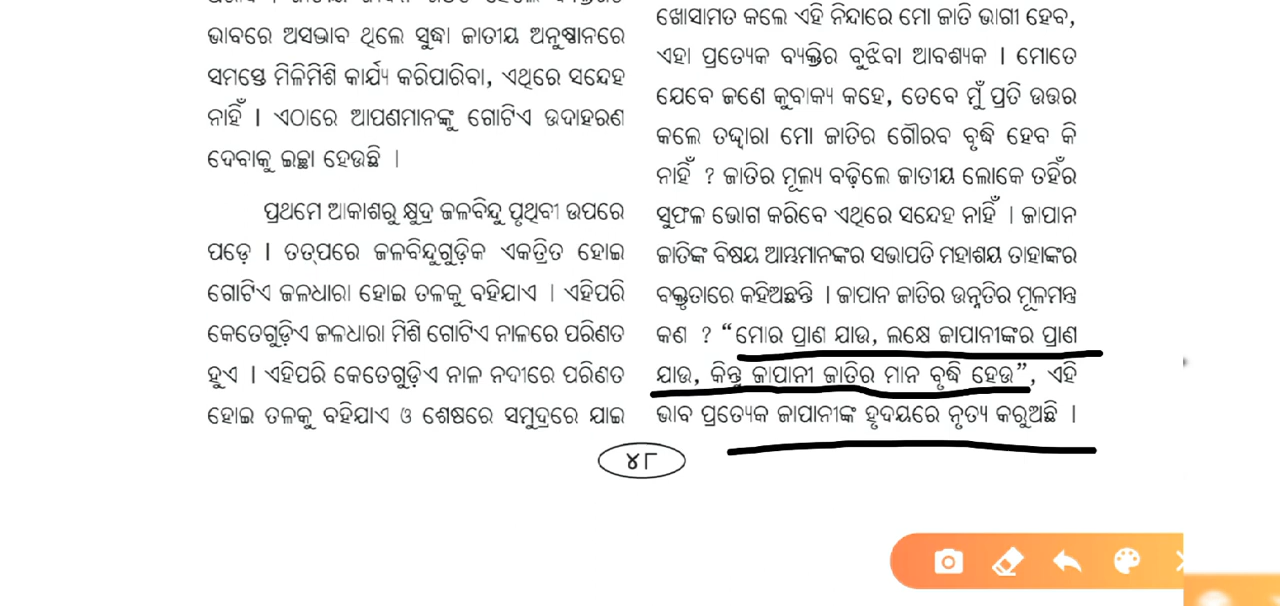 ଭାବରେ ଅସଦ୍ଭାବ ଥିଲେ ସୁଦ୍ଧା ଜାତୀୟ ଅନୁଷ୍ଠାନରେ
ସମସ୍ତେ ମିଳିମିଶି କାର୍ଯ୍ୟ କରିପାରିବା, ଏଥିରେ ସନ୍ଦେହ
ନାହିଁ । ଏଠାରେ ଆପଣମାନଙ୍କୁ ଗୋଟିଏ ଉଦାହରଣ
ଦେବାକୁ ଇଚ୍ଛା ହେଉଛି ।
ପ୍ରଥମେ ଆକାଶରୁ କ୍ଷୁଦ୍ର ଜଳବିନ୍ଦୁ ପୃଥିବୀ ଉପରେ
ପଡ଼େ । ତତ୍‌ପରେ ଜଳବିନ୍ଦୁଗୁଡ଼ିକ ଏକତ୍ରିତ ହୋଇ
ଗୋଟିଏ ଜଳଧାରା ହୋଇ ତଳକୁ ବହିଯାଏ । ଏହିପରି
କେତେଗୁଡ଼ିଏ ଜଳଧାରା ମିଶି ଗୋଟିଏ ନାଳରେ ପରିଣତ
ହୁଏ । ଏହିପରି କେତେଗୁଡ଼ିଏ ନାଳ ନଦୀରେ ପରିଣତ
ହୋଇ ତଳକୁ ବହିଯାଏ ଓ ଶେଷରେ ସମୁଦ୍ରରେ ଯାଇ
ଖୋସାମତ କଲେ ଏହି ନିନ୍ଦାରେ ମୋ ଜାତି ଭାଗୀ ହେବ,
ଏହା ପ୍ରତ୍ୟେକ ବ୍ୟକ୍ତିର ବୁଝିବା ଆବଶ୍ୟକ । ମୋତେ
ଯେବେ ଜଣେ କୁବାକ୍ୟ କହେ, ତେବେ ମୁଁ ପ୍ରତି ଉତ୍ତର
କଲେ ତଦ୍ଦ୍ୱାରା ମୋ ଜାତିର ଗୌରବ ବୃଦ୍ଧି ହେବ କି
ନାହିଁ ? ଜାତିର ମୂଲ୍ୟ ବଢ଼ିଲେ ଜାତୀୟ ଲୋକେ ତହିଁର
ସୁଫଳ ଭୋଗ କରିବେ ଏଥିରେ ସନ୍ଦେହ ନାହିଁ । ଜାପାନ
ଜାତିଙ୍କ ବିଷୟ ଆମ୍ଭମାନଙ୍କର ସଭାପତି ମହାଶୟ ତାହାଙ୍କର
ବକ୍ତୃତାରେ କହିଅଛନ୍ତି । ଜାପାନ ଜାତିର ଉନ୍ନତିର ମୂଳମନ୍ତ୍ର
କଣ ? “ମୋର ପ୍ରାଣ ଯାଉ, ଲକ୍ଷେ ଜାପାନୀଙ୍କର ପ୍ରାଣ
ଯାଉ, କିନ୍ତୁ ଜାପାନୀ ଜାତିର ମାନ ବୃଦ୍ଧି ହେଉ”, ଏହି
ଭାବ ପ୍ରତ୍ୟେକ ଜାପାନୀଙ୍କ ହୃଦୟରେ ନୃତ୍ୟ କରୁଅଛି ।
୪୮